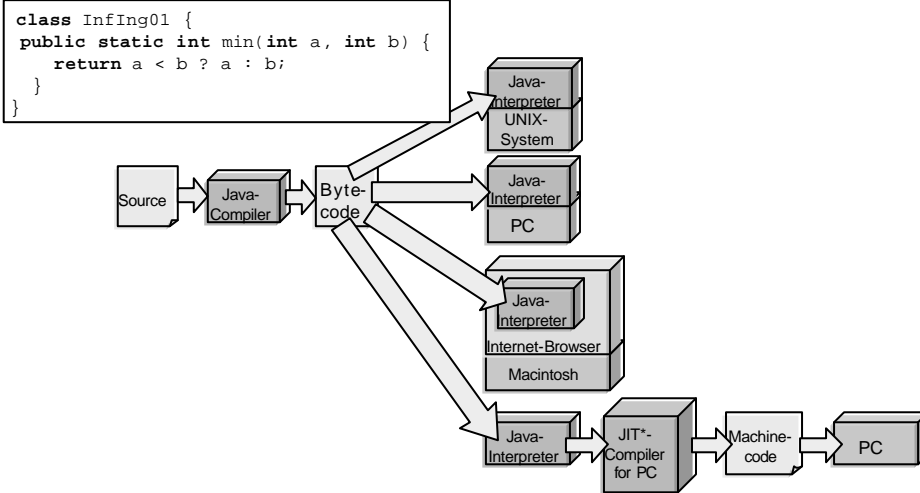 class InfIng01 {
public static int min(int a, int b) {
return a < b ? a : b;
}
}
Java-
Interpreter
UNIX-
System
Source
Java-
Compiler
Byte-
code
Java-
Interpreter
PC
Java-
Interpreter
Internet-Browser
Macintosh
Java-
Interpreter
JIT*-
Compiler
for PC
Machine-
code
PC